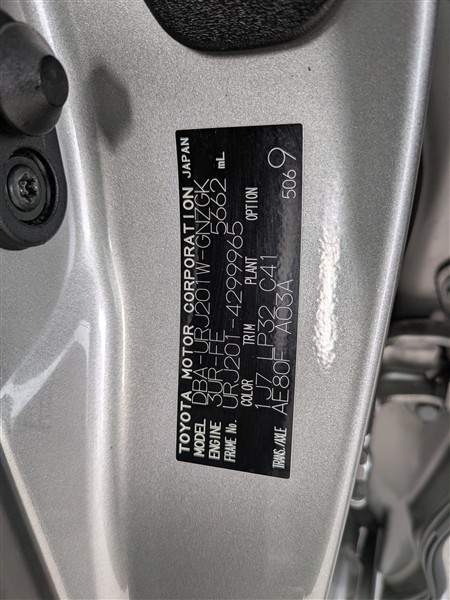 TOYOTA MOTOR CORPORATION JAPAN
MODEL DBA-URJ201W-GNZGK
ENGINE 3UR-FE 5662 mL
FRAME No. URJ201-4299965
COLOR TRIM PLANT OPTION
1J7 LP32 C41
TRANS./AXLE AE80F A03A 5069